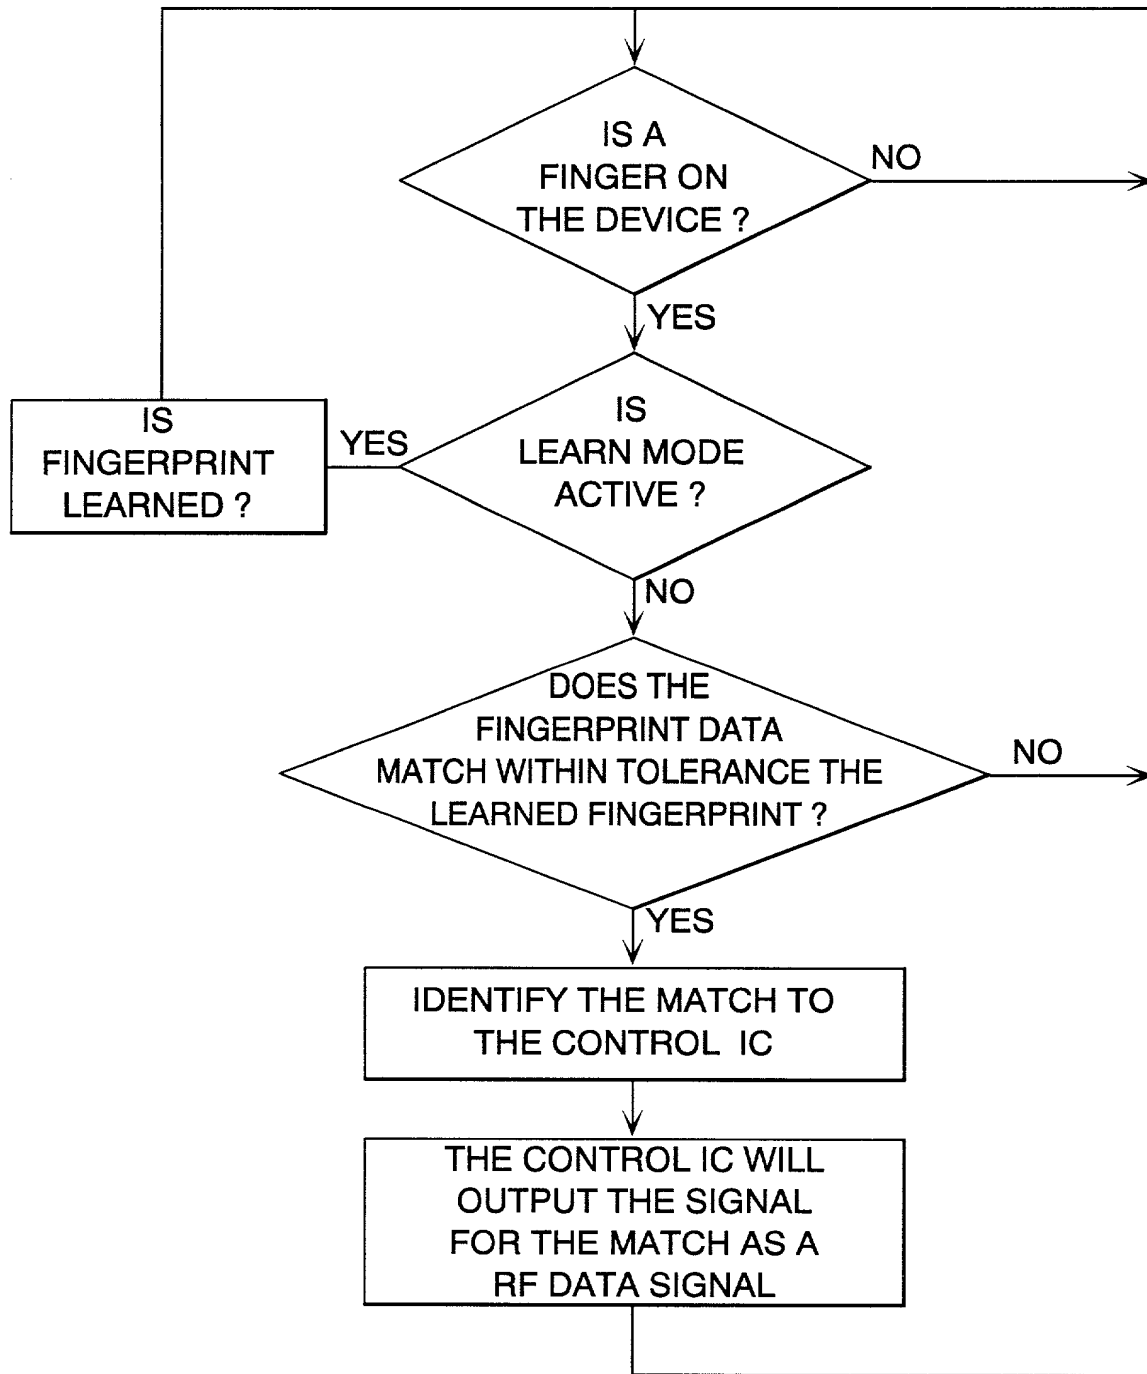 IS A
FINGER ON
THE DEVICE ?
NO
YES
IS
FINGERPRINT
LEARNED ?
YES
IS
LEARN MODE
ACTIVE ?
NO
DOES THE
FINGERPRINT DATA
MATCH WITHIN TOLERANCE THE
LEARNED FINGERPRINT ?
NO
YES
IDENTIFY THE MATCH TO
THE CONTROL IC
THE CONTROL IC WILL
OUTPUT THE SIGNAL
FOR THE MATCH AS A
RF DATA SIGNAL